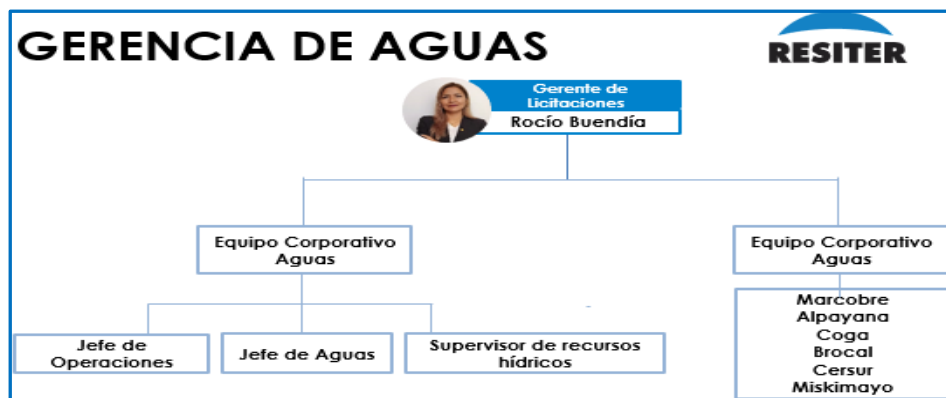 GERENCIA DE AGUAS
RESITER
Gerente de
Licitaciones
Rocío Buendía
Equipo Corporativo
Aguas
Equipo Corporativo
Aguas
Jefe de
Operaciones
Jefe de Aguas
Supervisor de recursos
hídricos
Marcobre
Alpayana
Coga
Brocal
Cersur
Miskimayo